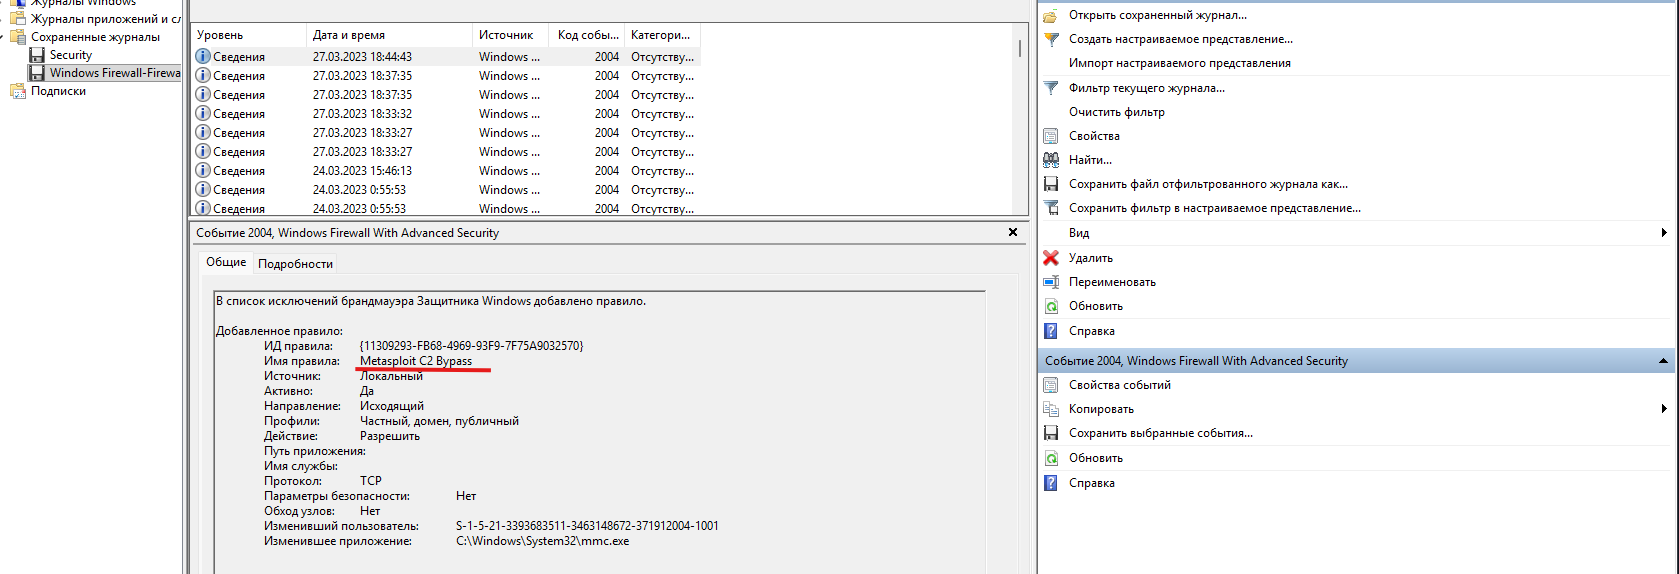 Журналы Windows
Журналы приложений и сл
Сохраненные журналы
Security
Windows Firewall-Firewa
Подписки
Уровень Дата и время Источник Код собы... Категори...
Сведения 27.03.2023 18:44:43 Windows ... 2004 Отсутству...
Сведения 27.03.2023 18:37:35 Windows ... 2004 Отсутству...
Сведения 27.03.2023 18:37:35 Windows ... 2004 Отсутству...
Сведения 27.03.2023 18:33:32 Windows ... 2004 Отсутству...
Сведения 27.03.2023 18:33:27 Windows ... 2004 Отсутству...
Сведения 27.03.2023 18:33:27 Windows ... 2004 Отсутству...
Сведения 24.03.2023 15:46:13 Windows ... 2004 Отсутству...
Сведения 24.03.2023 0:55:53 Windows ... 2004 Отсутству...
Сведения 24.03.2023 0:55:53 Windows ... 2004 Отсутству...
Событие 2004, Windows Firewall With Advanced Security
Общие Подробности
В список исключений брандмауэра Защитника Windows добавлено правило.
Добавленное правило:
ИД правила: {11309293-FB68-4969-93F9-7F75A9032570}
Имя правила: Metasploit C2 Bypass
Источник: Локальный
Активно: Да
Направление: Исходящий
Профили: Частный, домен, публичный
Действие: Разрешить
Путь приложения:
Имя службы:
Протокол: TCP
Параметры безопасности: Нет
Обход узлов: Нет
Изменивший пользователь: S-1-5-21-3393683511-3463148672-371912004-1001
Изменившее приложение: C:\Windows\System32\mmc.exe
Открыть сохраненный журнал...
Создать настраиваемое представление...
Импорт настраиваемого представления
Фильтр текущего журнала...
Очистить фильтр
Свойства
Найти...
Сохранить файл отфильтрованного журнала как...
Сохранить фильтр в настраиваемое представление...
Вид
Удалить
Переименовать
Обновить
Справка
Событие 2004, Windows Firewall With Advanced Security
Свойства событий
Копировать
Сохранить выбранные события...
Обновить
Справка